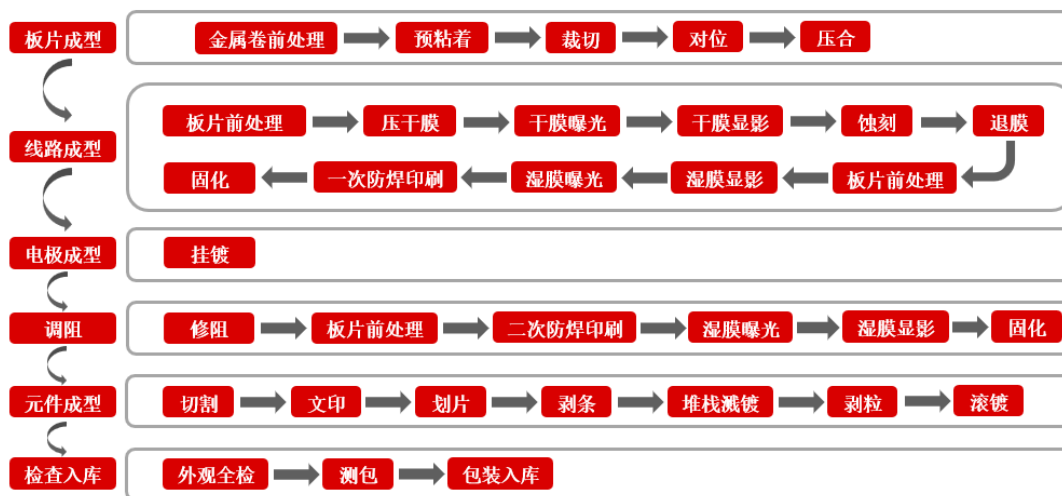 板片成型
金属卷前处理 预粘着 裁切 对位 压合
线路成型
板片前处理 压干膜 干膜曝光 干膜显影 蚀刻 退膜
固化 一次防焊印刷 湿膜曝光 湿膜显影 板片前处理
电极成型
挂镀
调阻
修阻 板片前处理 二次防焊印刷 湿膜曝光 湿膜显影 固化
元件成型
切割 文印 划片 剥条 堆栈溅镀 剥粒 滚镀
检查入库
外观全检 测包 包装入库